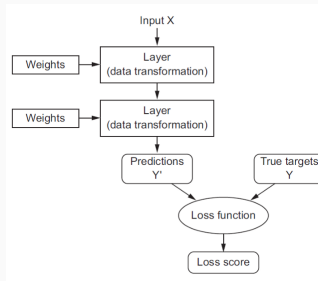 Input X
Weights
Layer
(data transformation)
Weights
Layer
(data transformation)
Predictions
Y'
True targets
Y
Loss function
Loss score